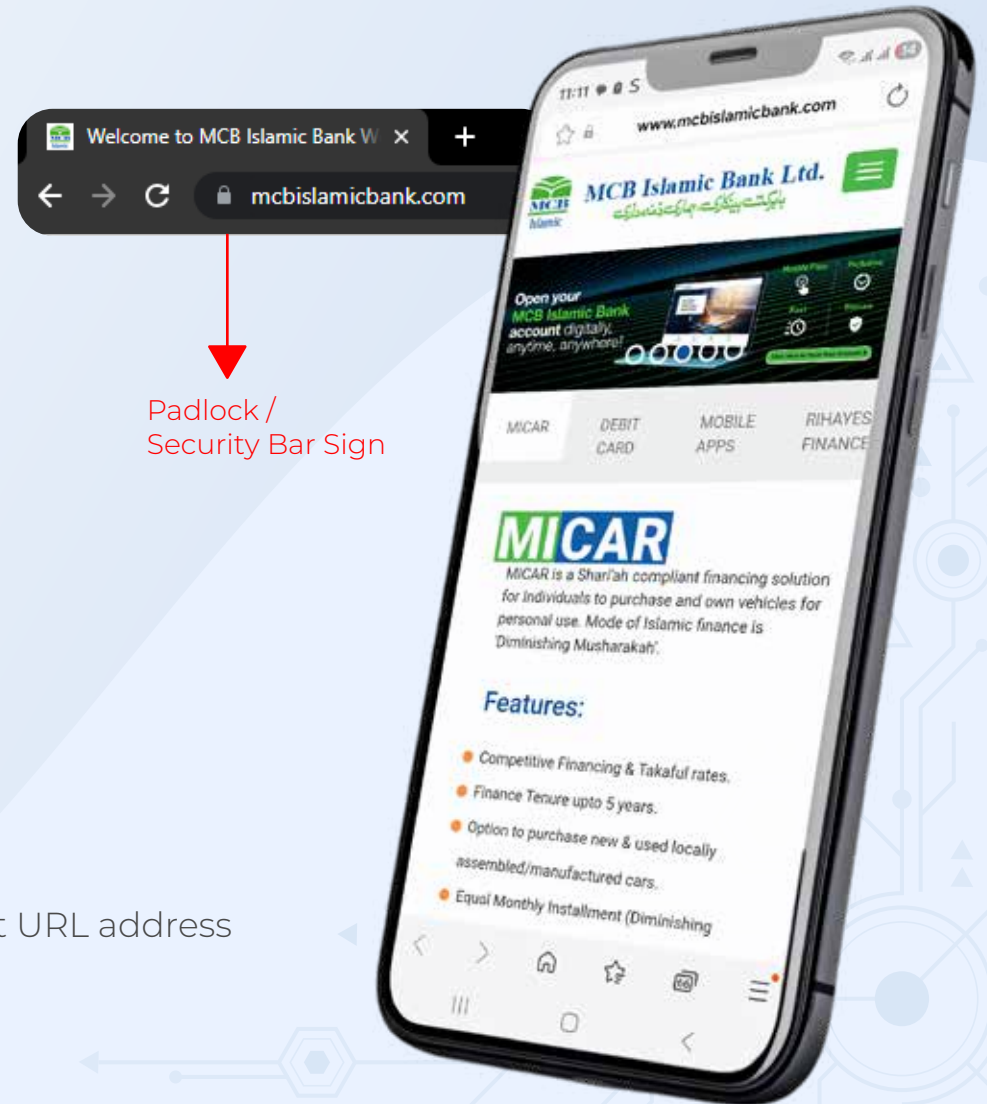 Welcome to MCB Islamic Bank W
mcbislamicbank.com
Padlock /
Security Bar Sign
t URL address
11:11
S
www.mcbislamicbank.com
MCB
Islamic
MCB Islamic Bank Ltd.
Open your
MCB Islamic Bank
account digitally,
anytime, anywhere!
MICAR
DEBIT
CARD
MOBILE
APPS
RIHAYES
FINANCE
MICAR
MICAR is a Shari'ah compliant financing solution
for Individuals to purchase and own vehicles for
personal use. Mode of Islamic finance is
'Diminishing Musharakah'.
Features:
Competitive Financing & Takaful rates.
Finance Tenure upto 5 years.
Option to purchase new & used locally
assembled/manufactured cars.
Equal Monthly Installment (Diminishing
66